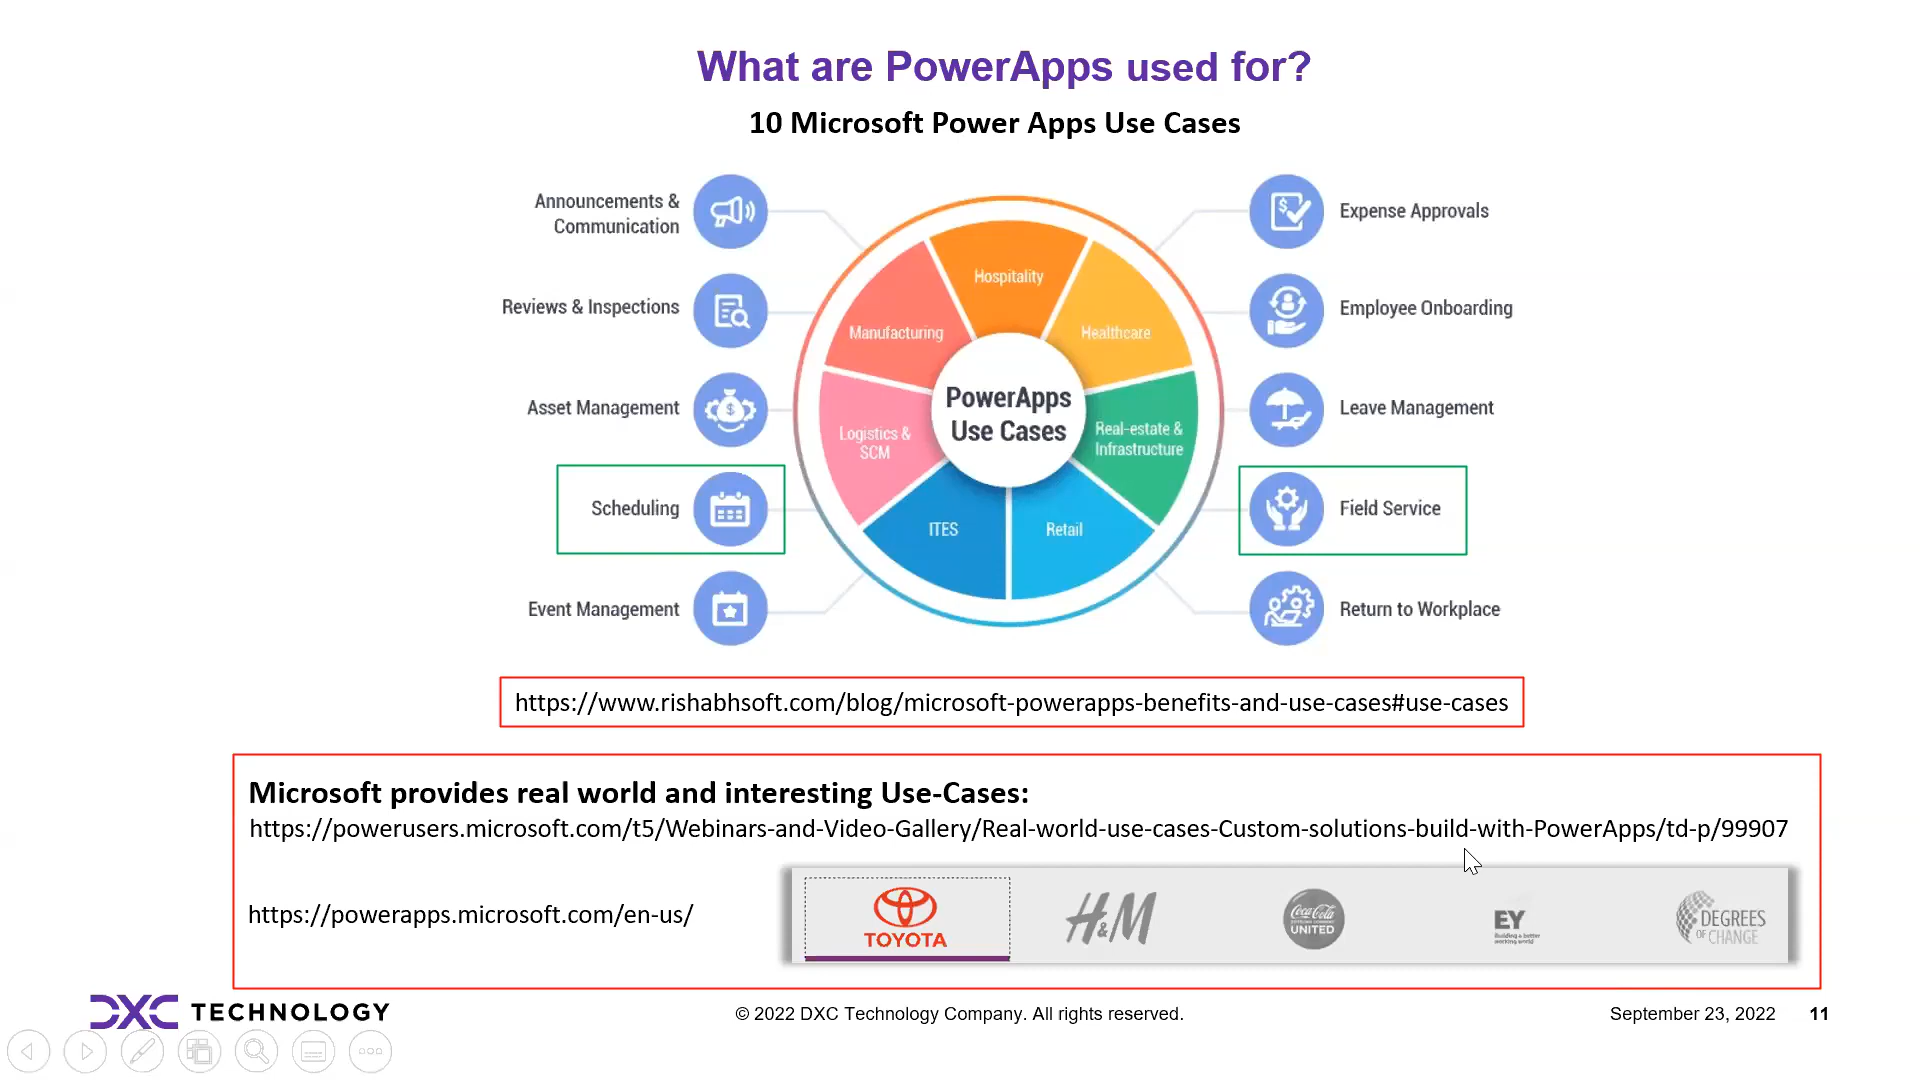 What are PowerApps used for?
10 Microsoft Power Apps Use Cases
Announcements &
Communication
Reviews & Inspections
Asset Management
Scheduling
Event Management
Hospitality
Manufacturing
Healthcare
PowerApps
Use Cases
Logistics &
SCM
Real-estate &
Infrastructure
ITES
Retail
Expense Approvals
Employee Onboarding
Leave Management
Field Service
Return to Workplace
https://www.rishabhsoft.com/blog/microsoft-powerapps-benefits-and-use-cases#use-cases
Microsoft provides real world and interesting Use-Cases:
https://powerusers.microsoft.com/t5/Webinars-and-Video-Gallery/Real-world-use-cases-Custom-solutions-build-with-PowerApps/td-p/99907
https://powerapps.microsoft.com/en-us/
TOYOTA
H&M
Coca-Cola
UNITED
EY
Building a better
working world
DEGREES
OF CHANGE
DXC TECHNOLOGY
© 2022 DXC Technology Company. All rights reserved.
September 23, 2022
11